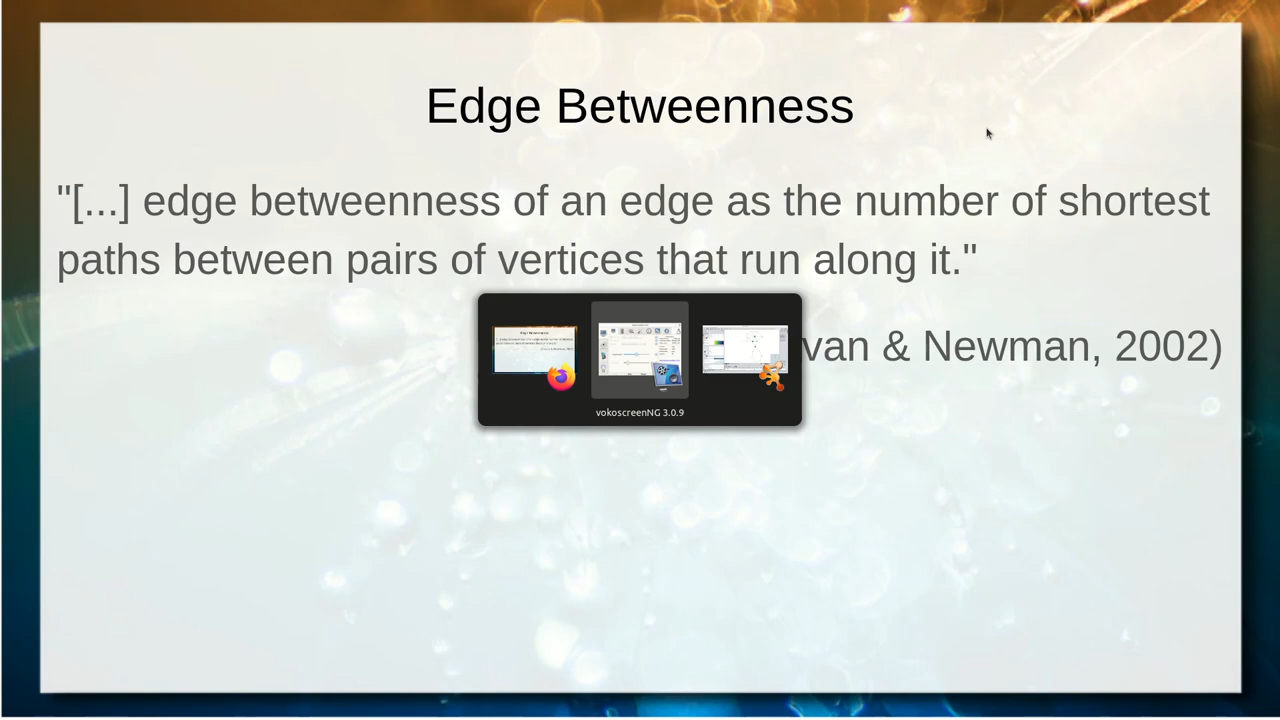 Edge Betweenness
"[...] edge betweenness of an edge as the number of shortest
paths between pairs of vertices that run along it."
van & Newman, 2002)
vokoscreenNG 3.0.9